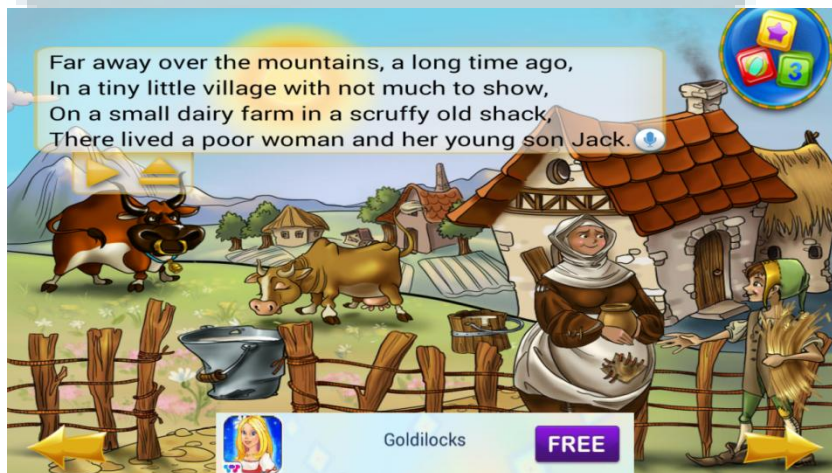 Far away over the mountains, a long time ago,
In a tiny little village with not much to show,
On a small dairy farm in a scruffy old shack,
There lived a poor woman and her young son Jack.
3
Goldilocks
FREE